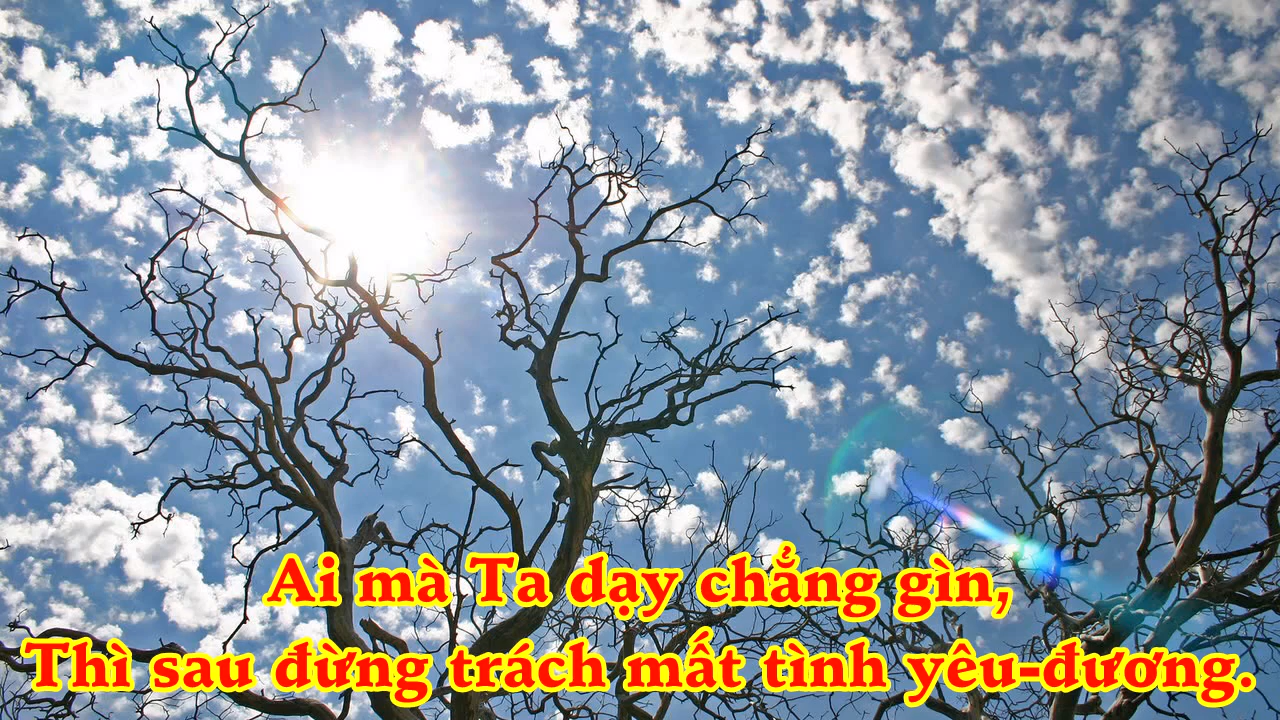 Ai mà Ta dạy chẳng gìn,
Thì sau đừng trách mất tình yêu-đương.